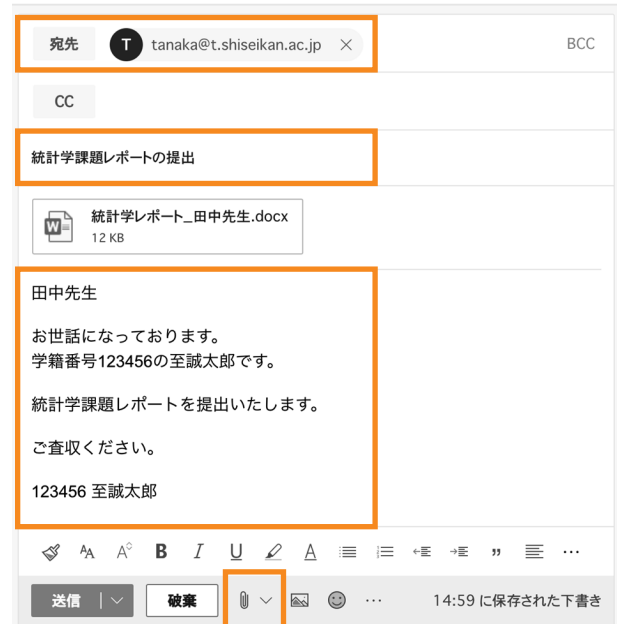 宛先 T tanaka@t.shiseikan.ac.jp × BCC
CC
統計学課題レポートの提出
W 統計学レポート_田中先生.docx
12 KB
田中先生
お世話になっております。
学籍番号123456の至誠太郎です。
統計学課題レポートを提出いたします。
ご査収ください。
123456 至誠太郎
AA A B I U A
送信 破棄 14:59 に保存された下書き